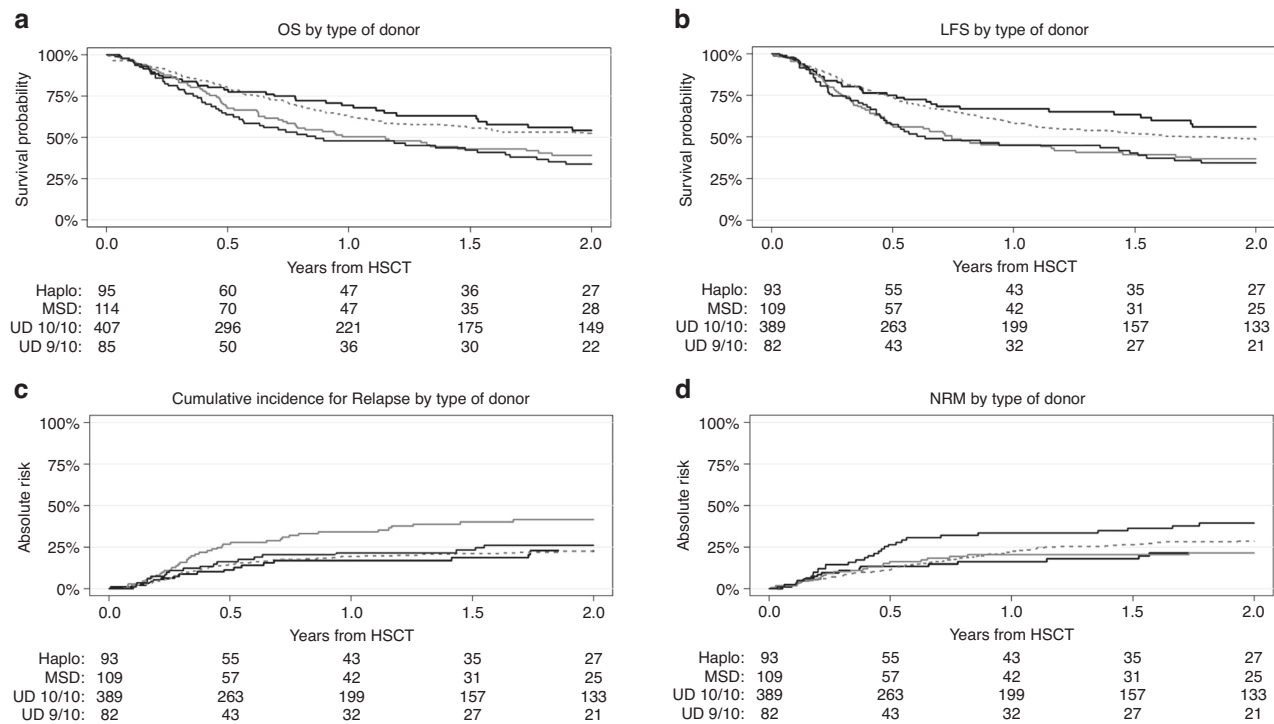 a
OS by type of donor
100%
75%
50%
25%
0%
Survival probability
0.0 0.5 1.0 1.5 2.0
Years from HSCT
Haplo: 95 60 47 36 27
MSD: 114 70 47 35 28
UD 10/10: 407 296 221 175 149
UD 9/10: 85 50 36 30 22
b
LFS by type of donor
100%
75%
50%
25%
0%
Survival probability
0.0 0.5 1.0 1.5 2.0
Years from HSCT
Haplo: 93 55 43 35 27
MSD: 109 57 42 31 25
UD 10/10: 389 263 199 157 133
UD 9/10: 82 43 32 27 21
c
Cumulative incidence for Relapse by type of donor
100%
75%
50%
25%
0%
Absolute risk
0.0 0.5 1.0 1.5 2.0
Years from HSCT
Haplo: 93 55 43 35 27
MSD: 109 57 42 31 25
UD 10/10: 389 263 199 157 133
UD 9/10: 82 43 32 27 21
d
NRM by type of donor
100%
75%
50%
25%
0%
Absolute risk
0.0 0.5 1.0 1.5 2.0
Years from HSCT
Haplo: 93 55 43 35 27
MSD: 109 57 42 31 25
UD 10/10: 389 263 199 157 133
UD 9/10: 82 43 32 27 21